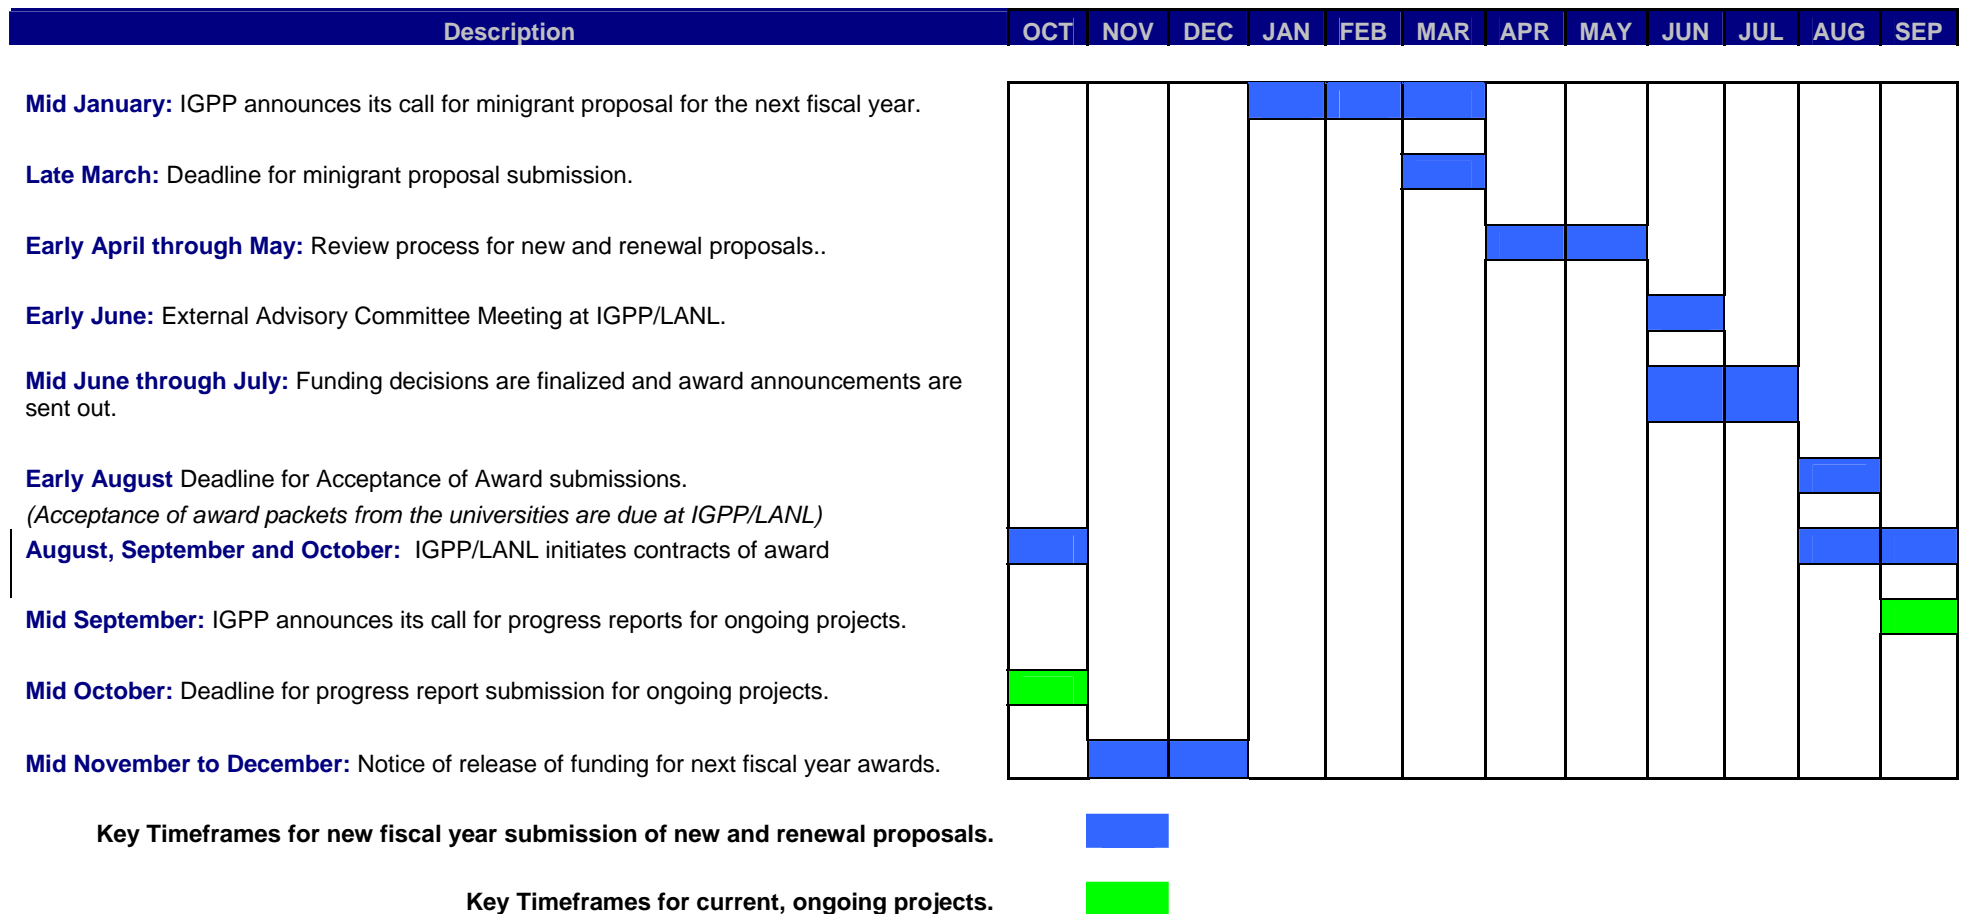 Description OCT NOV DEC JAN FEB MAR APR MAY JUN JUL AUG SEP
Mid January: IGPP announces its call for minigrant proposal for the next fiscal year.
Late March: Deadline for minigrant proposal submission.
Early April through May: Review process for new and renewal proposals..
Early June: External Advisory Committee Meeting at IGPP/LANL.
Mid June through July: Funding decisions are finalized and award announcements are
sent out.
Early August Deadline for Acceptance of Award submissions.
(Acceptance of award packets from the universities are due at IGPP/LANL)
August, September and October: IGPP/LANL initiates contracts of award
Mid September: IGPP announces its call for progress reports for ongoing projects.
Mid October: Deadline for progress report submission for ongoing projects.
Mid November to December: Notice of release of funding for next fiscal year awards.
Key Timeframes for new fiscal year submission of new and renewal proposals.
Key Timeframes for current, ongoing projects.